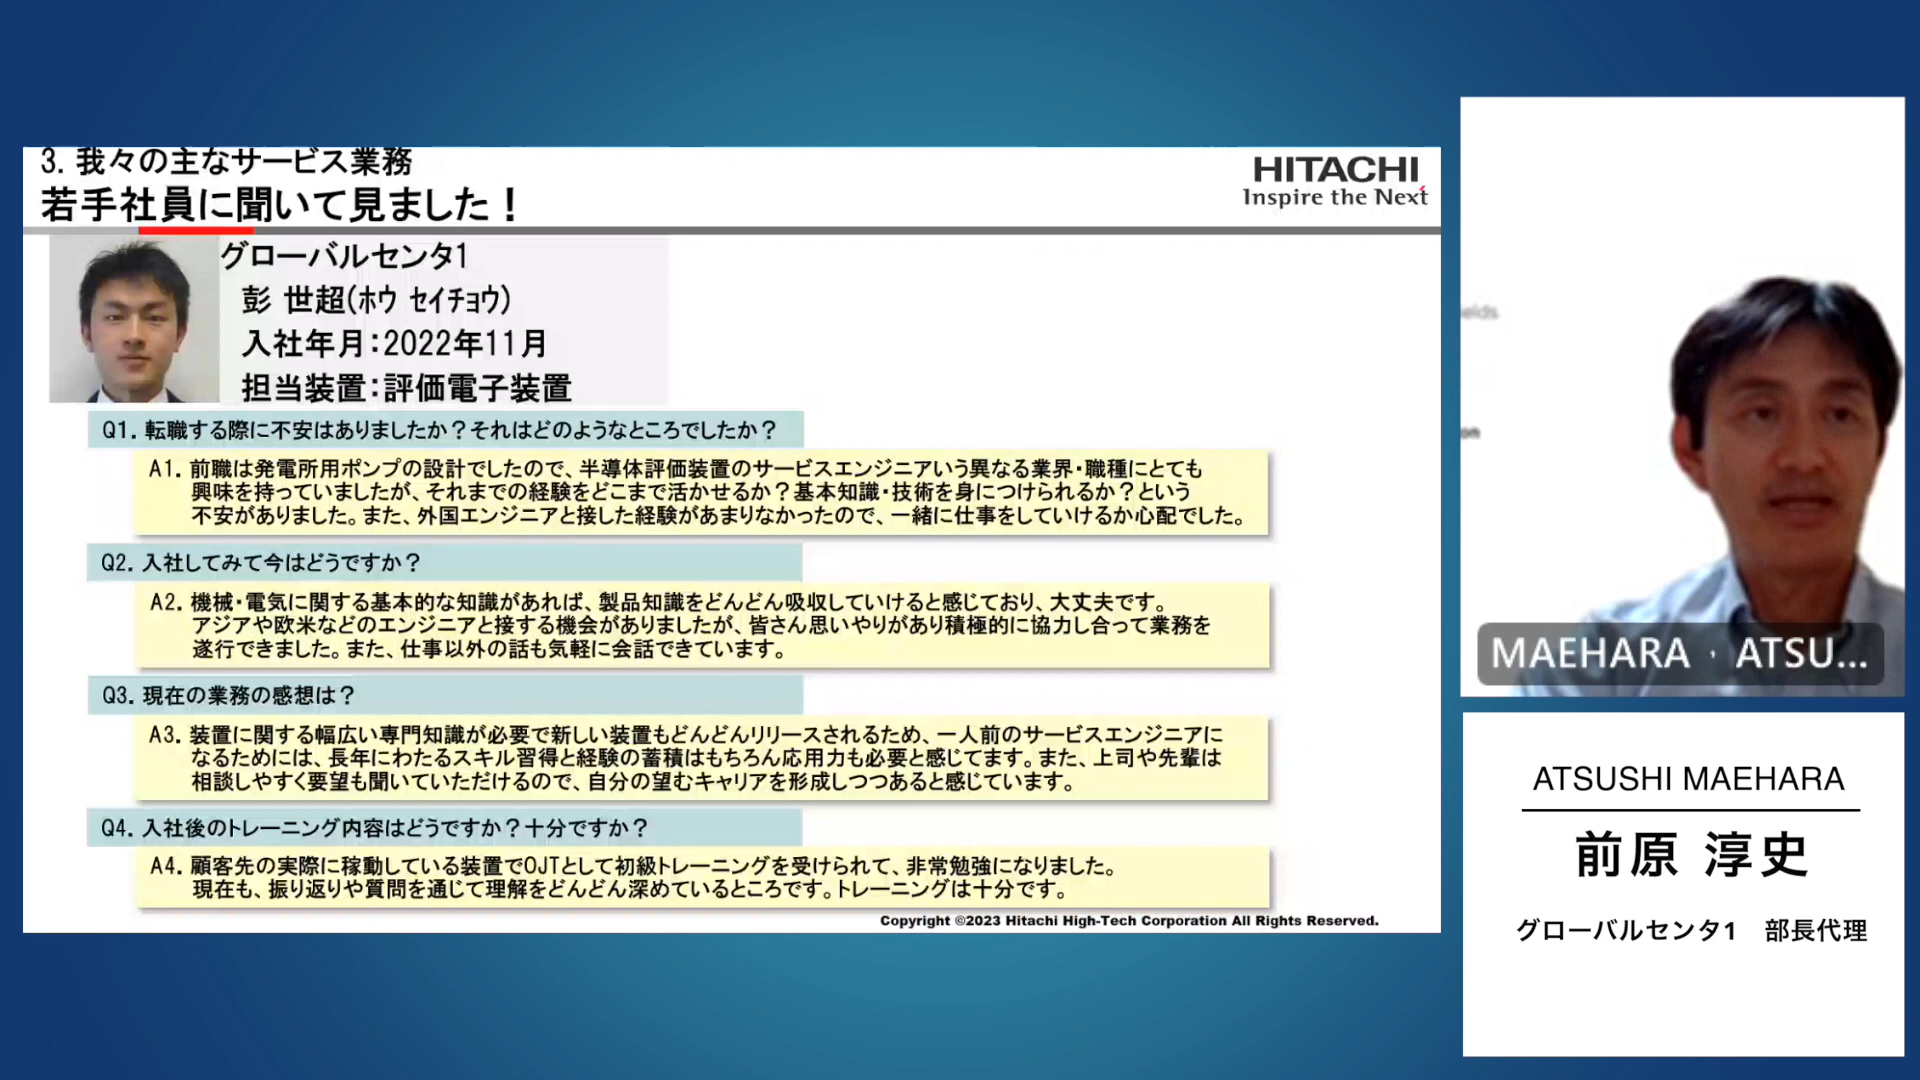 3. 我々の主なサービス業務
若手社員に聞いて見ました！
HITACHI
Inspire the Next
グローバルセンタ1
彭 世超(ﾎｳ ｾｲﾁｮｳ)
入社年月：2022年11月
担当装置：評価電子装置
Q1. 転職する際に不安はありましたか？それはどのようなところでしたか？
A1. 前職は発電所用ポンプの設計でしたので、半導体評価装置のサービスエンジニアいう異なる業界・職種にとても
興味を持っていましたが、それまでの経験をどこまで活かせるか？基本知識・技術を身につけられるか？という
不安がありました。また、外国エンジニアと接した経験があまりなかったので、一緒に仕事をしていけるか心配でした。
Q2. 入社してみて今はどうですか？
A2. 機械・電気に関する基本的な知識があれば、製品知識をどんどん吸収していけると感じており、大丈夫です。
アジアや欧米などのエンジニアと接する機会がありましたが、皆さん思いやりがあり積極的に協力し合って業務を
遂行できました。また、仕事以外の話も気軽に会話できています。
Q3. 現在の業務の感想は？
A3. 装置に関する幅広い専門知識が必要で新しい装置もどんどんリリースされるため、一人前のサービスエンジニアに
なるためには、長年にわたるスキル習得と経験の蓄積はもちろん応用力も必要と感じてます。また、上司や先輩は
相談しやすく要望も聞いていただけるので、自分の望むキャリアを形成しつつあると感じています。
Q4. 入社後のトレーニング内容はどうですか？十分ですか？
A4. 顧客先の実際に稼動している装置でOJTとして初級トレーニングを受けられて、非常勉強になりました。
現在も、振り返りや質問を通じて理解をどんどん深めているところです。トレーニングは十分です。
Copyright ©2023 Hitachi High-Tech Corporation All Rights Reserved.
elds
on
MAEHARA ・ ATSU...
ATSUSHI MAEHARA
前原 淳史
グローバルセンタ1　部長代理